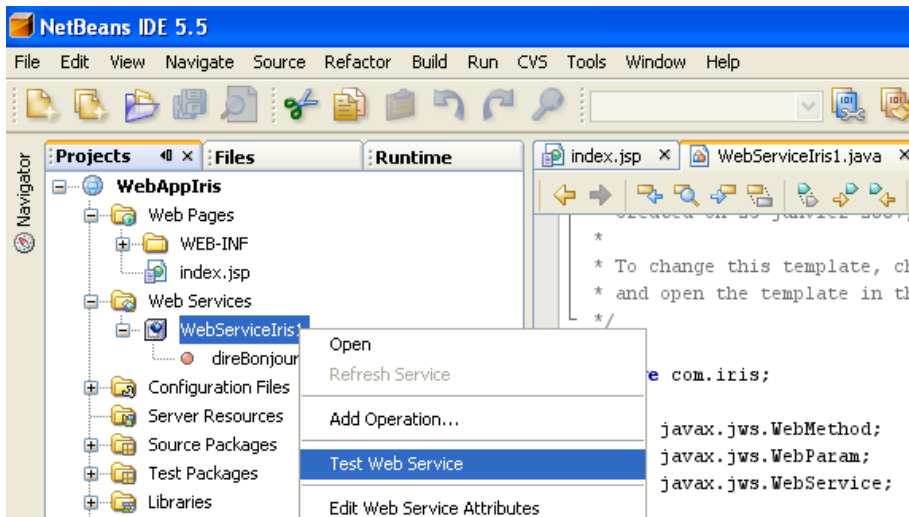 NetBeans IDE 5.5
File Edit View Navigate Source Refactor Build Run CVS Tools Window Help
Navigator
Projects Files Runtime
index.jsp WebServiceIris1.java
WebAppIris
Web Pages
WEB-INF
index.jsp
Web Services
WebServiceIris1
direBonjour
Configuration Files
Server Resources
Source Packages
Test Packages
Libraries
Open
Refresh Service
Add Operation...
Test Web Service
Edit Web Service Attributes
*
* To change this template, ch
* and open the template in th
*/
e com.iris;
javax.jws.WebMethod;
javax.jws.WebParam;
javax.jws.WebService;